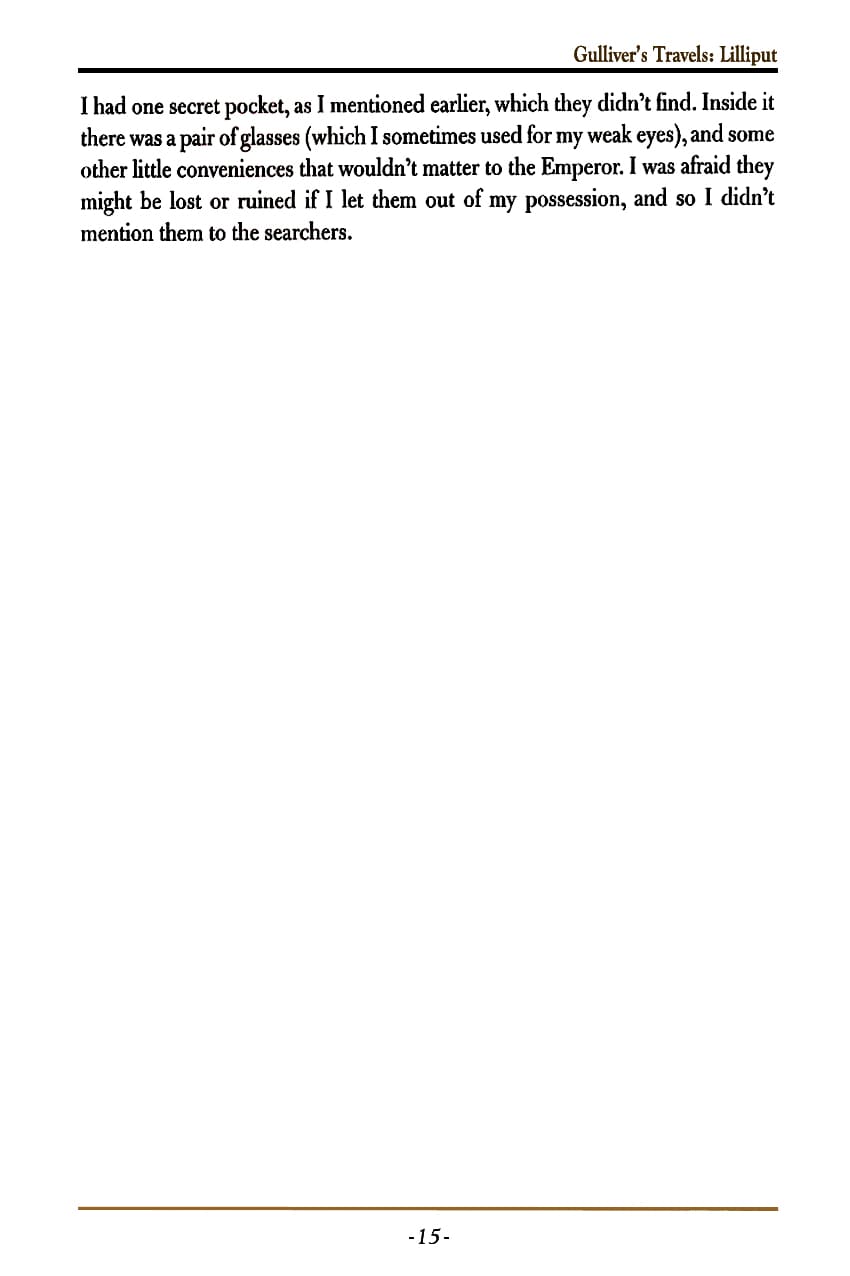 Gulliver's Travels: Lilliput
I had one secret pocket, as I mentioned earlier, which they didn't find. Inside it
there was a pair of glasses (which I sometimes used for my weak eyes), and some
other little conveniences that wouldn't matter to the Emperor. I was afraid they
might be lost or ruined if I let them out of my possession, and so I didn't
mention them to the searchers.
-15-